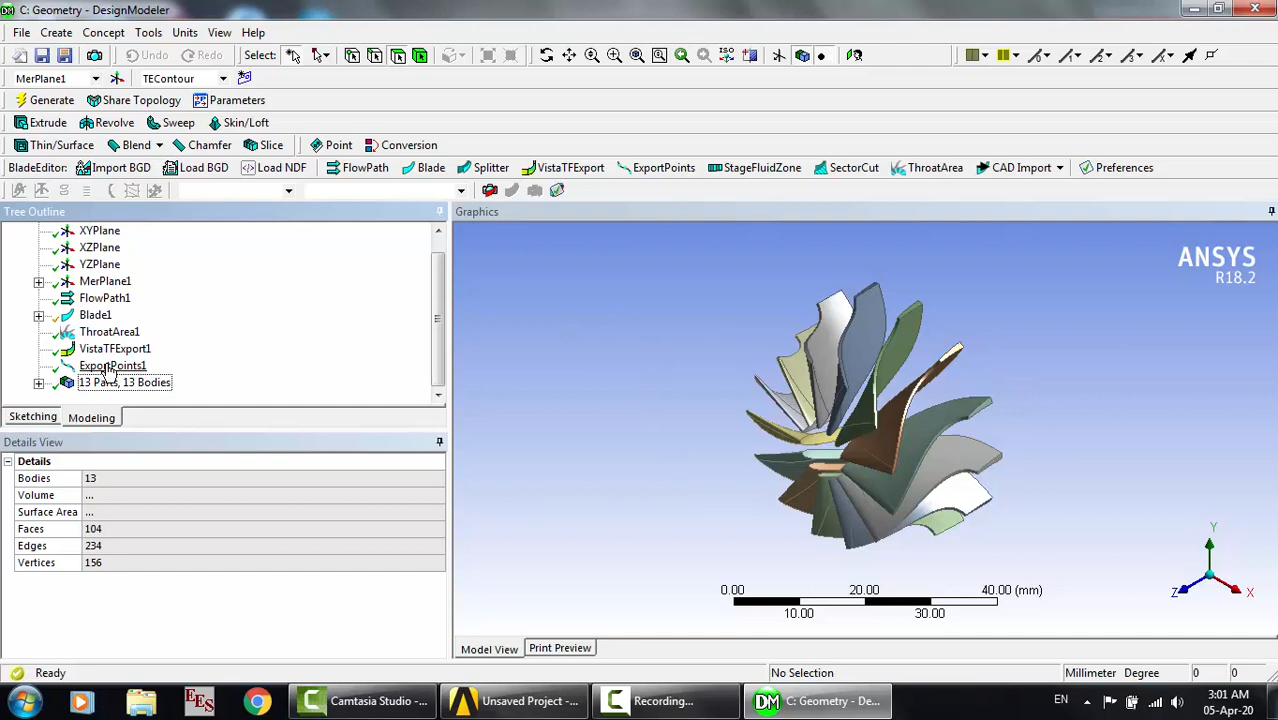 C: Geometry - DesignModeler
File Create Concept Tools Units View Help
Undo Redo Select:
MerPlane1 TEContour
Generate Share Topology Parameters
Extrude Revolve Sweep Skin/Loft
Thin/Surface Blend Chamfer Slice Point Conversion
BladeEditor: Import BGD Load BGD Load NDF FlowPath Blade Splitter VistaTFExport ExportPoints StageFluidZone SectorCut ThroatArea CAD Import Preferences
Tree Outline
XYPlane
XZPlane
YZPlane
MerPlane1
FlowPath1
Blade1
ThroatArea1
VistaTFExport1
ExportPoints1
13 Parts, 13 Bodies
Sketching Modeling
Details View
Details
Bodies 13
Volume ...
Surface Area ...
Faces 104
Edges 234
Vertices 156
Graphics
ANSYS
R18.2
0.00 20.00 40.00 (mm)
10.00 30.00
Y
Z X
Model View Print Preview
Ready No Selection Millimeter Degree 0 0
Camtasia Studio - ... Unsaved Project - ... Recording... C: Geometry - De...
EES
EN 3:01 AM
05-Apr-20